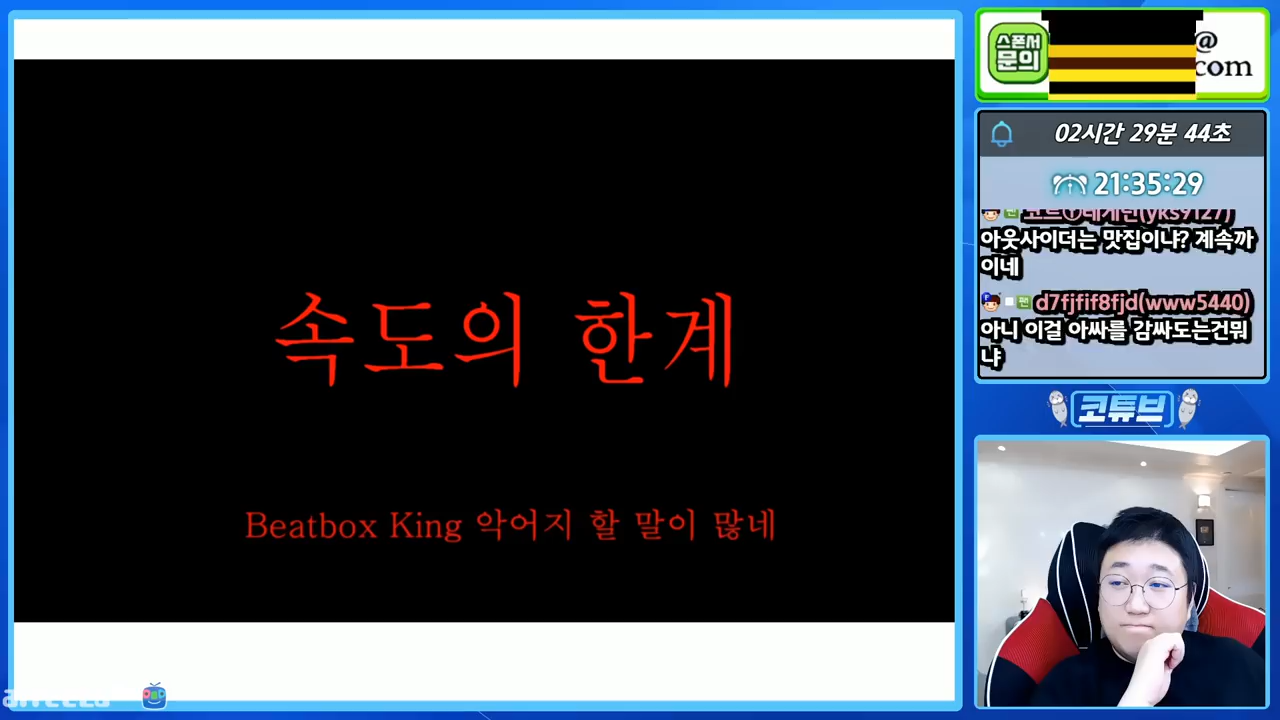 속도의 한계
Beatbox King 악어지 할 말이 많네
스폰서
문의
@
com
02시간 29분 44초
21:35:29
아웃사이더는 맛집이냐? 계속까
이네
팬 d7fjfif8fjd(www5440)
아니 이걸 아싸를 감싸도는건뭐
냐
코튜브